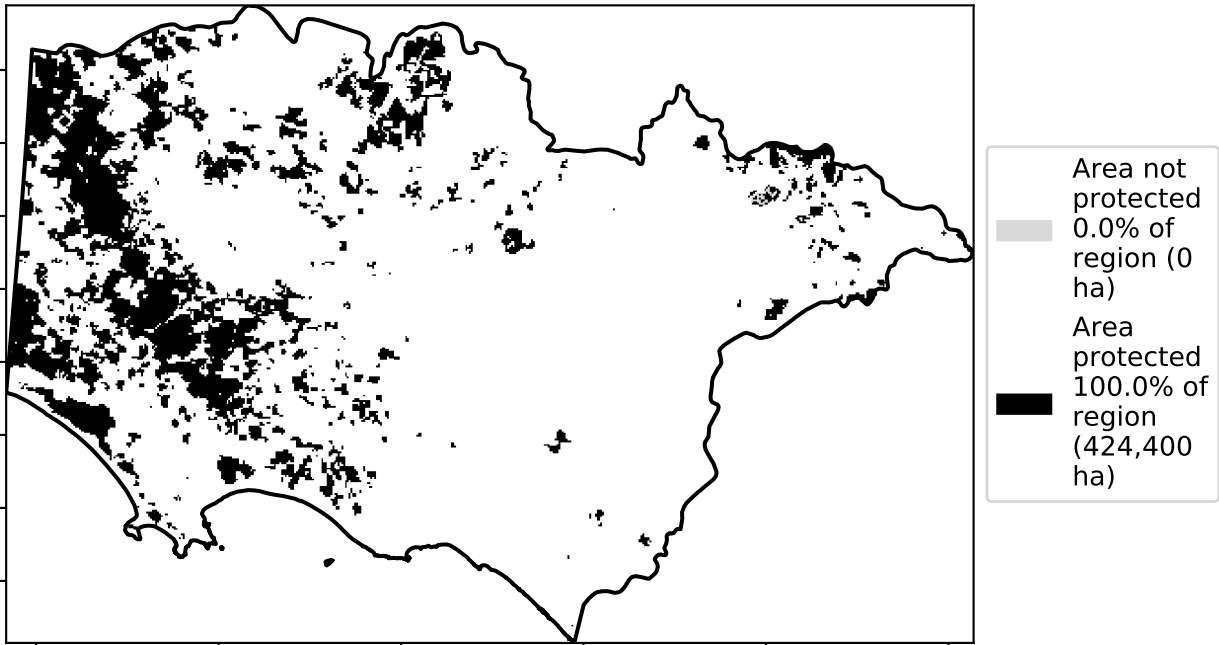 Area not
protected
0.0% of
region (0
ha)
Area
protected
100.0% of
region
(424,400
ha)